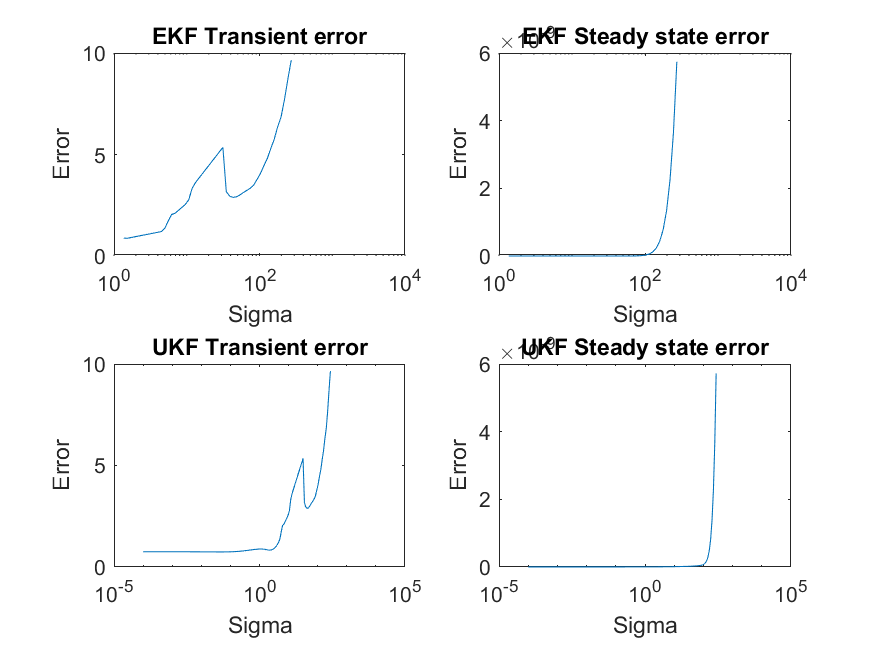 EKF Transient error
10
5
0
Error
10^0
10^2
10^4
Sigma
EKF Steady state error
6
4
2
0
Error
10^0
10^2
10^4
Sigma
UKF Transient error
10
5
0
Error
10^-5
10^0
10^5
Sigma
UKF Steady state error
6
4
2
0
Error
10^-5
10^0
10^5
Sigma